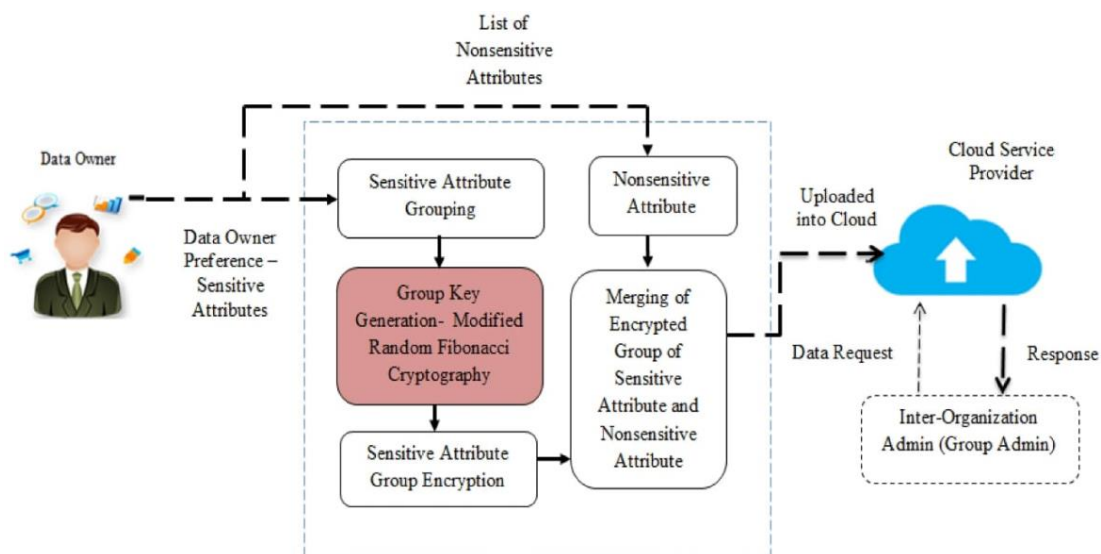 List of
Nonsensitive
Attributes
Data Owner
Data Owner
Preference –
Sensitive
Attributes
Sensitive Attribute
Grouping
Group Key
Generation- Modified
Random Fibonacci
Cryptography
Sensitive Attribute
Group Encryption
Nonsensitive
Attribute
Merging of
Encrypted
Group of
Sensitive
Attribute and
Nonsensitive
Attribute
Uploaded
into Cloud
Cloud Service
Provider
Data Request
Response
Inter-Organization
Admin (Group Admin)